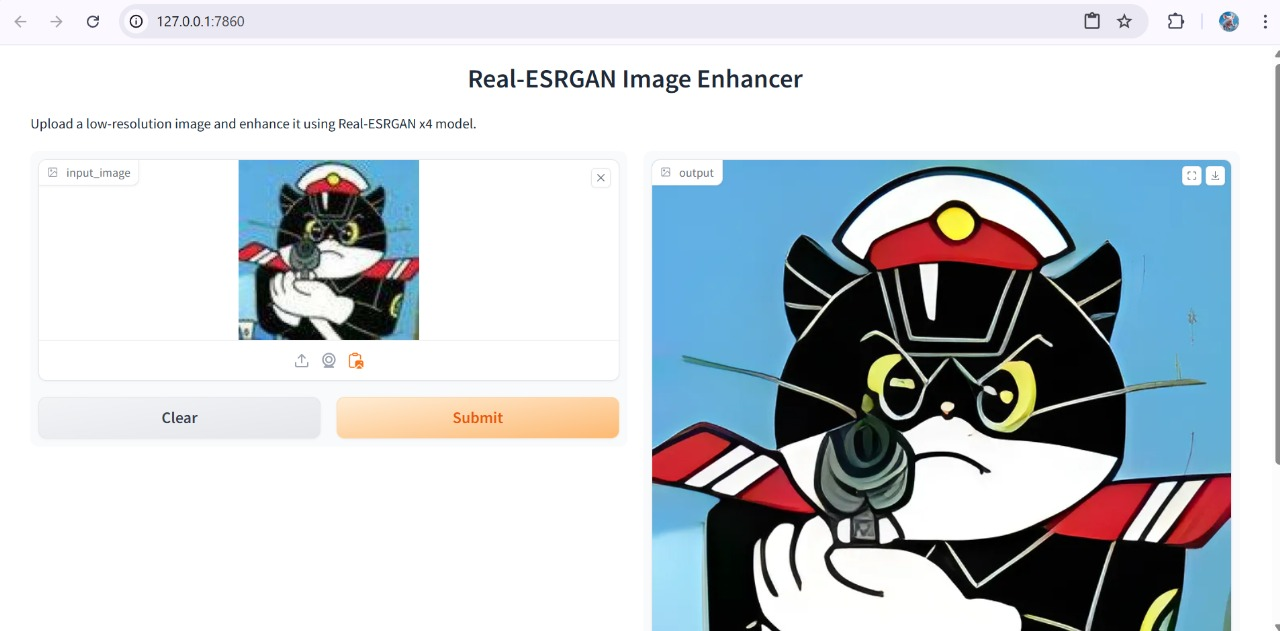 127.0.0.1:7860
Real-ESRGAN Image Enhancer
Upload a low-resolution image and enhance it using Real-ESRGAN x4 model.
input_image
output
Clear
Submit